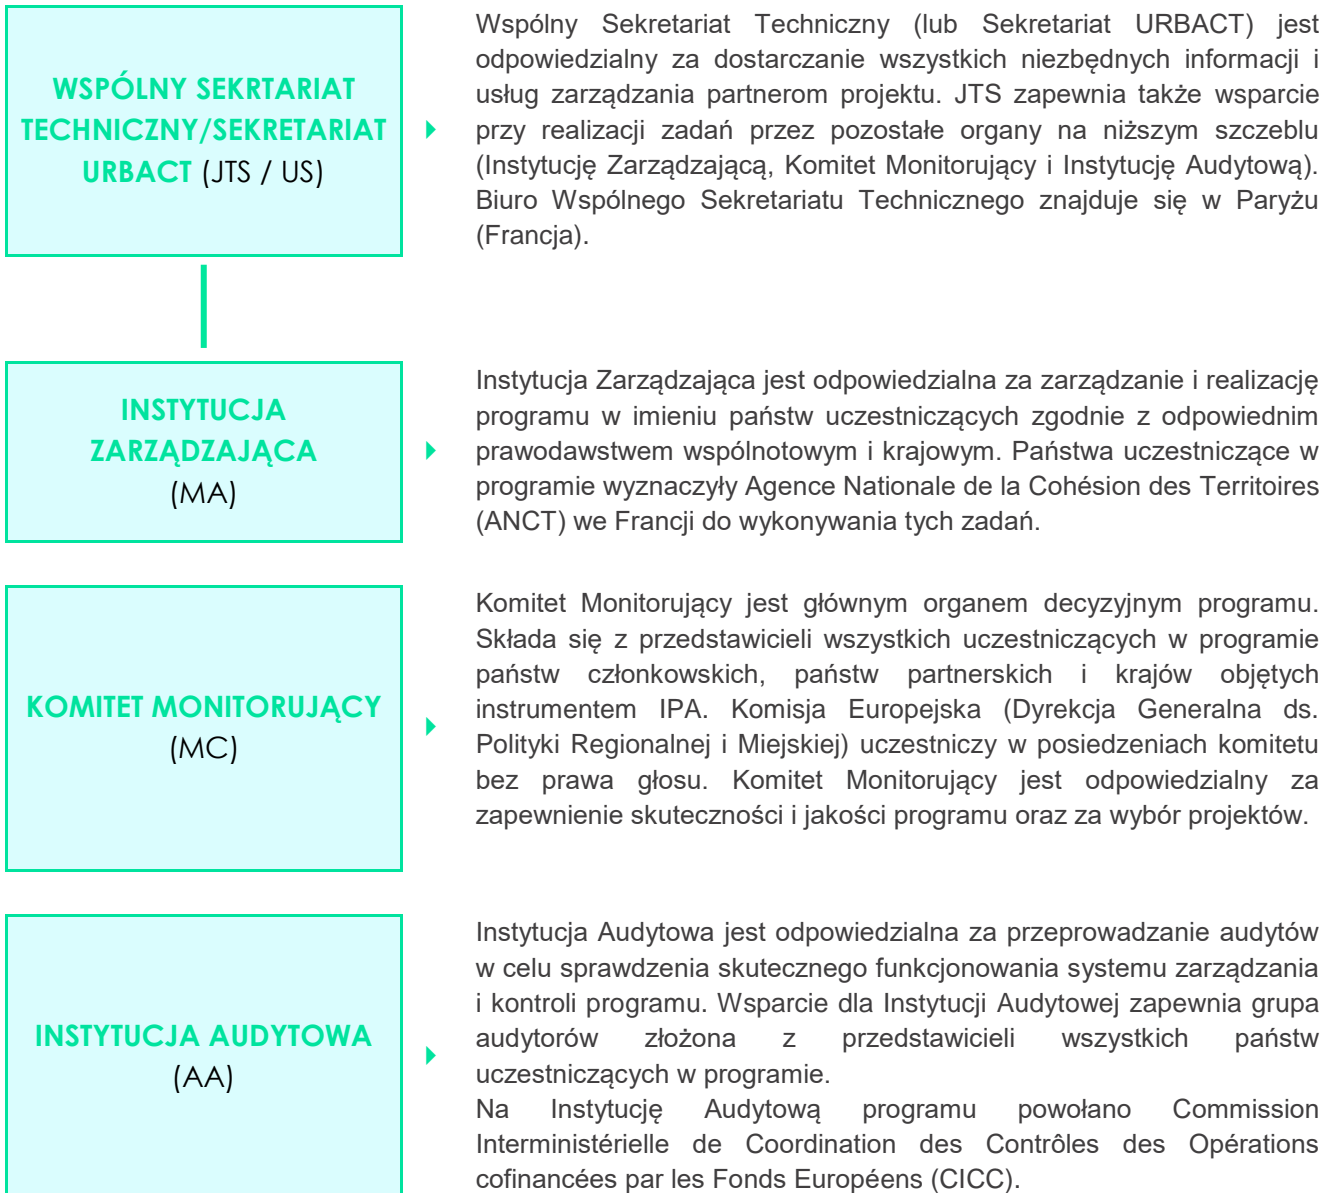 WSPÓLNY SEKRTARIAT
TECHNICZNY/SEKRETARIAT
URBACT (JTS / US)
Wspólny Sekretariat Techniczny (lub Sekretariat URBACT) jest
odpowiedzialny za dostarczanie wszystkich niezbędnych informacji i
usług zarządzania partnerom projektu. JTS zapewnia także wsparcie
przy realizacji zadań przez pozostałe organy na niższym szczeblu
(Instytucję Zarządzającą, Komitet Monitorujący i Instytucję Audytową).
Biuro Wspólnego Sekretariatu Technicznego znajduje się w Paryżu
(Francja).
INSTYTUCJA
ZARZĄDZAJĄCA
(MA)
Instytucja Zarządzająca jest odpowiedzialna za zarządzanie i realizację
programu w imieniu państw uczestniczących zgodnie z odpowiednim
prawodawstwem wspólnotowym i krajowym. Państwa uczestniczące w
programie wyznaczyły Agence Nationale de la Cohésion des Territoires
(ANCT) we Francji do wykonywania tych zadań.
KOMITET MONITORUJĄCY
(MC)
Komitet Monitorujący jest głównym organem decyzyjnym programu.
Składa się z przedstawicieli wszystkich uczestniczących w programie
państw członkowskich, państw partnerskich i krajów objętych
instrumentem IPA. Komisja Europejska (Dyrekcja Generalna ds.
Polityki Regionalnej i Miejskiej) uczestniczy w posiedzeniach komitetu
bez prawa głosu. Komitet Monitorujący jest odpowiedzialny za
zapewnienie skuteczności i jakości programu oraz za wybór projektów.
INSTYTUCJA AUDYTOWA
(AA)
Instytucja Audytowa jest odpowiedzialna za przeprowadzanie audytów
w celu sprawdzenia skutecznego funkcjonowania systemu zarządzania
i kontroli programu. Wsparcie dla Instytucji Audytowej zapewnia grupa
audytorów złożona z przedstawicieli wszystkich państw
uczestniczących w programie.
Na Instytucję Audytową programu powołano Commission
Interministérielle de Coordination des Contrôles des Opérations
cofinancées par les Fonds Européens (CICC).